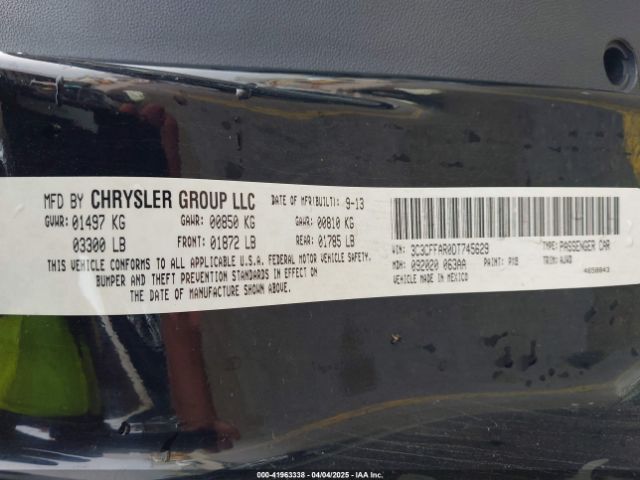 MFD BY CHRYSLER GROUP LLC DATE OF MFR(BUILT): 9-13
GVWR: 01497 KG GAWR: 00850 KG GAWR: 00810 KG
03300 LB FRONT: 01872 LB REAR: 01785 LB
THIS VEHICLE CONFORMS TO ALL APPLICABLE U.S.A. FEDERAL MOTOR VEHICLE SAFETY,
BUMPER AND THEFT PREVENTION STANDARDS IN EFFECT ON
THE DATE OF MANUFACTURE SHOWN ABOVE.
VIN: 3C3CFFAR0DT745629 TYPE: PASSENGER CAR
MDH: 092020 063AA PAINT: PXB TRIM: AJWD
VEHICLE MADE IN MEXICO 4650843
000-41963338 - 04/04/2025 - IAA Inc.